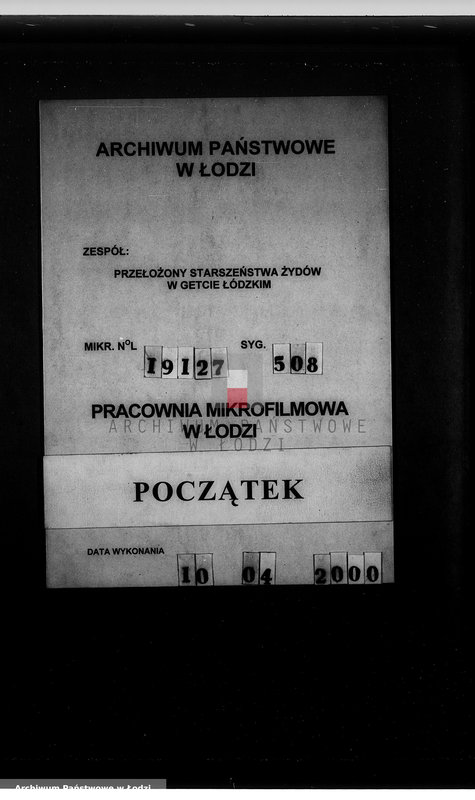 ARCHIWUM PAŃSTWOWE
W ŁODZI
ZESPÓŁ:
PRZEŁOŻONY STARSZEŃSTWA ŻYDÓW
W GETCIE ŁÓDZKIM
MIKR. NºL 19127 SYG. 508
PRACOWNIA MiKROFILMOWA
W ŁODZI
ARCHIWUM PAŃSTWOWE
W ŁODZI
POCZĄTEK
DATA WYKONANIA
10 04 2000
Archiwum Państwowe w Łodzi